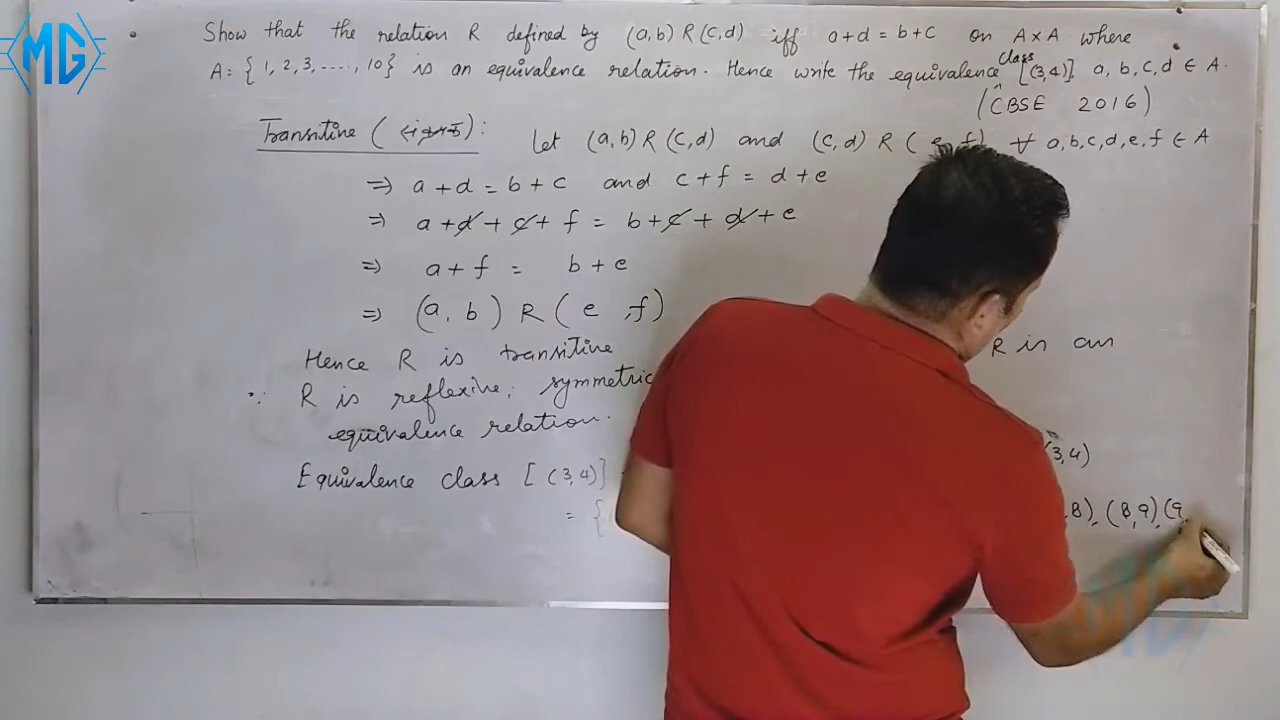 MG
Show that the relation R defined by (a,b) R (c,d) iff a+d = b+c on A×A where
A = { 1, 2, 3, ...., 10} is an equivalence relation. Hence write the equivalence class [(3,4)] a, b, c, d ∈ A.
(CBSE 2016)
Transitive ( ): Let (a,b) R (c,d) and (c,d) R ( e, f) ∀ a,b,c,d,e,f ∈ A
⇒ a+d = b+c and c+f = d+e
⇒ a + d + c + f = b + c + d + e
⇒ a + f = b + e
⇒ (a, b) R ( e ,f)
Hence R is transitive
∵ R is reflexive, symmetric R is an
equivalence relation.
Equivalence class [ (3,4)] (3,4)
= { ,8), (8,9),(9,